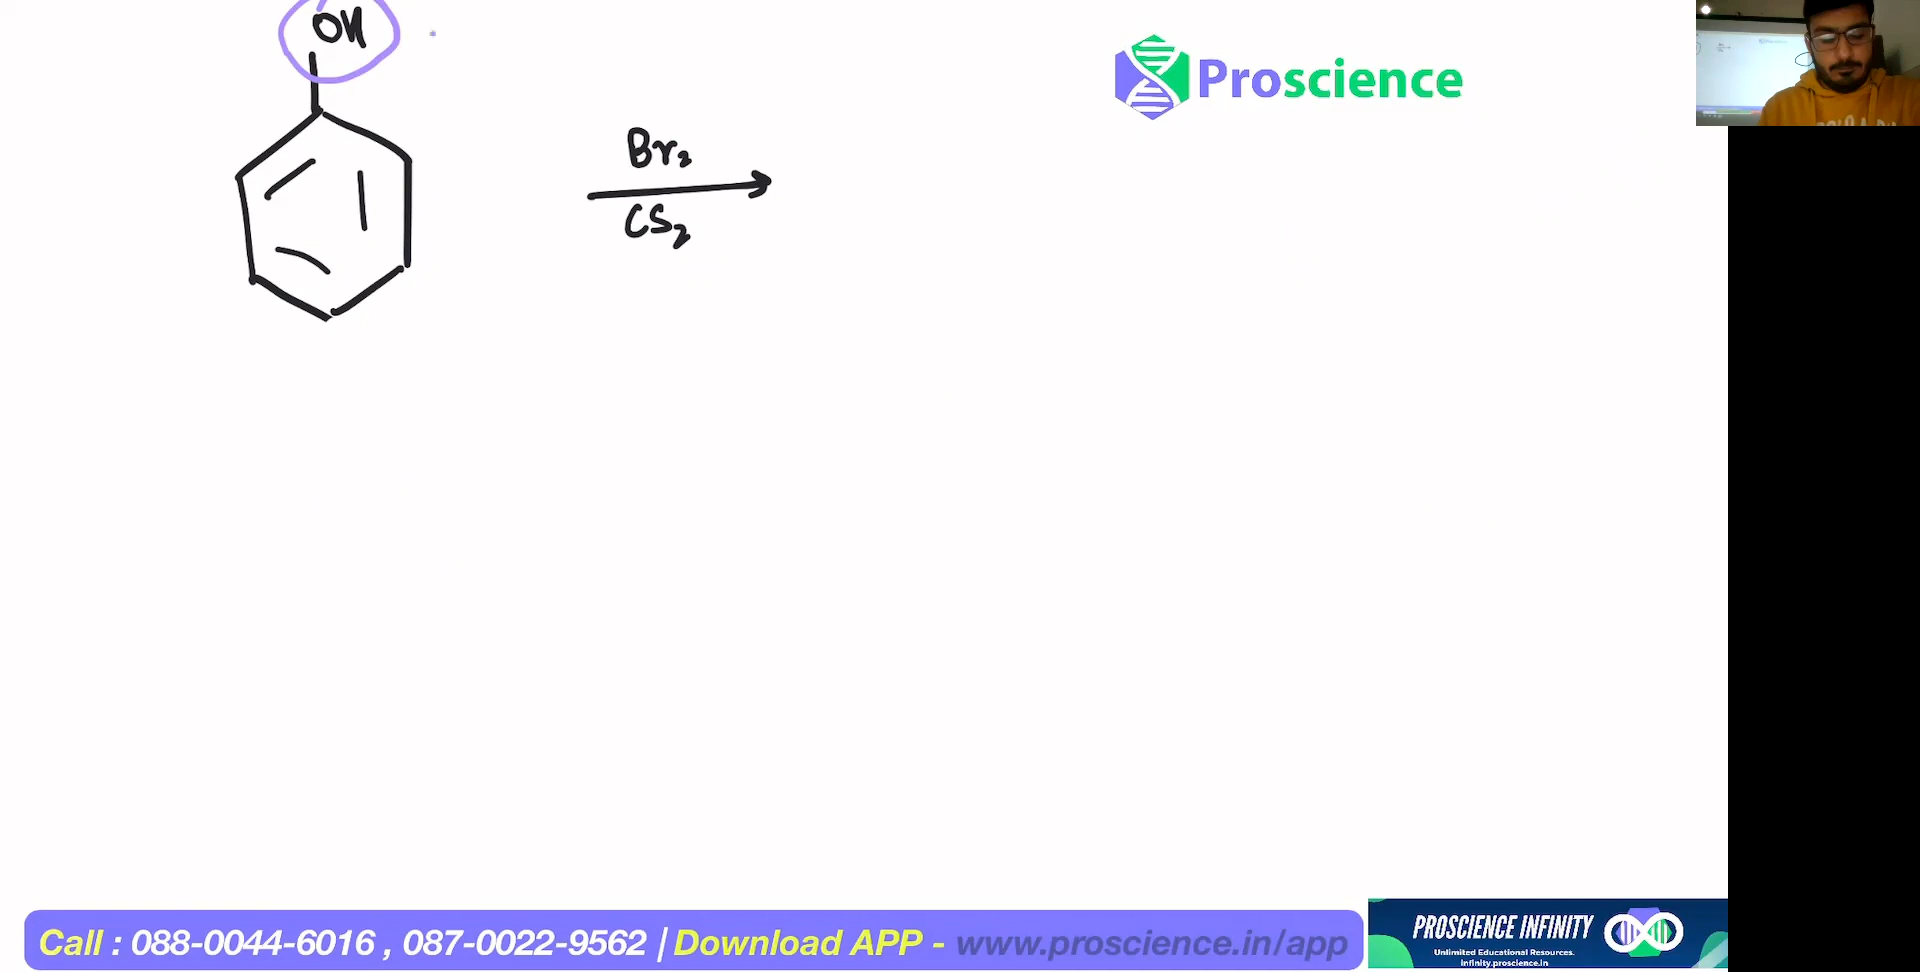 OH
Proscience
Br₂
CS₂
Call : 088-0044-6016 , 087-0022-9562 | Download APP - www.proscience.in/app
PROSCIENCE INFINITY
Unlimited Educational Resources.
infinity.proscience.in